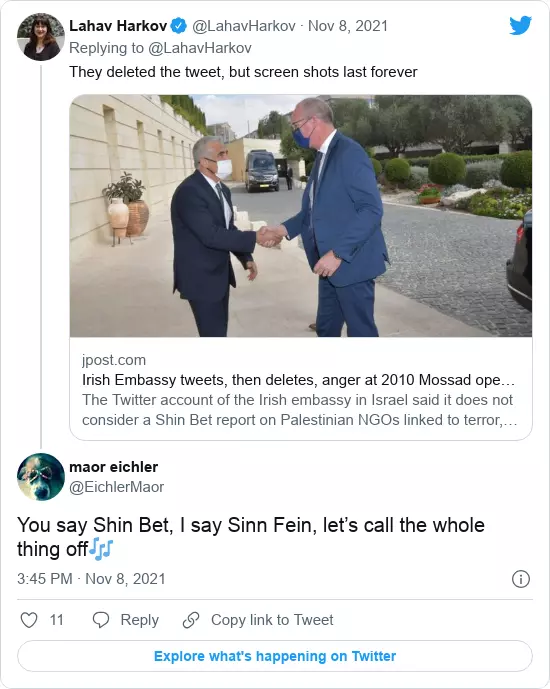 Lahav Harkov @LahavHarkov · Nov 8, 2021
Replying to @LahavHarkov
They deleted the tweet, but screen shots last forever
jpost.com
Irish Embassy tweets, then deletes, anger at 2010 Mossad ope…
The Twitter account of the Irish embassy in Israel said it does not
consider a Shin Bet report on Palestinian NGOs linked to terror,…
maor eichler
@EichlerMaor
You say Shin Bet, I say Sinn Fein, let’s call the whole
thing off🎶
3:45 PM · Nov 8, 2021
11 Reply Copy link to Tweet
Explore what's happening on Twitter